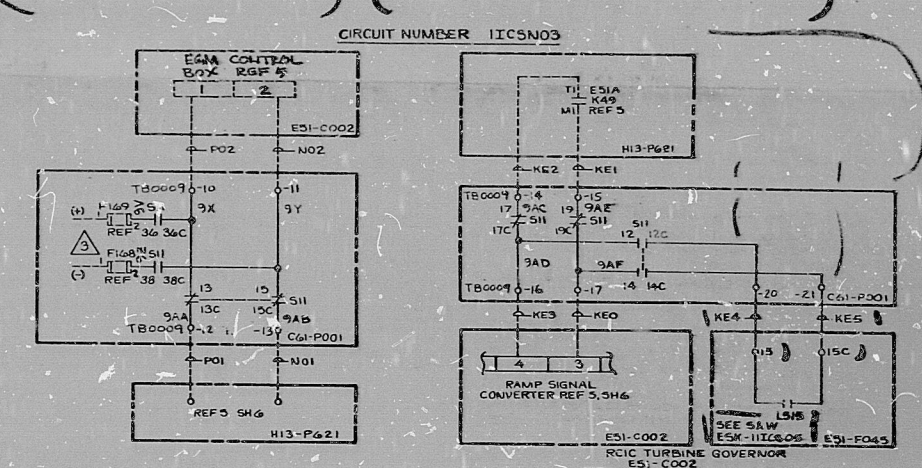 CIRCUIT NUMBER 1ICSN03
EGM CONTROL
BOX REF 5
2
E51-C002
P02
N02
TB0009 -10
-11
9X
9Y
(+)
F169
S11
REF 2
36 36C
3
(-)
F168
S11
REF 2
38 38C
13
15
S11
13C
15C
9AA
9AB
TB0009 -12
-13
C61-P001
P01
N01
REF 5 SH6
H13-P621
T1
E51A
K49
M1
REF 5
H13-P621
KE2
KE1
TB0009 -14
-15
17
9AC
19
9AE
S11
S11
17C
19C
S11
12 12C
9AD
9AF
14 14C
TB0009 -16
-17
-20
-21
C61-P001
KE3
KE0
KE4
KE5
4
3
RAMP SIGNAL
CONVERTER REF 5, SH6
E51-C002
15
15C
SEE S&W
E51-F045
RCIC TURBINE GOVERNOR
E51-C002